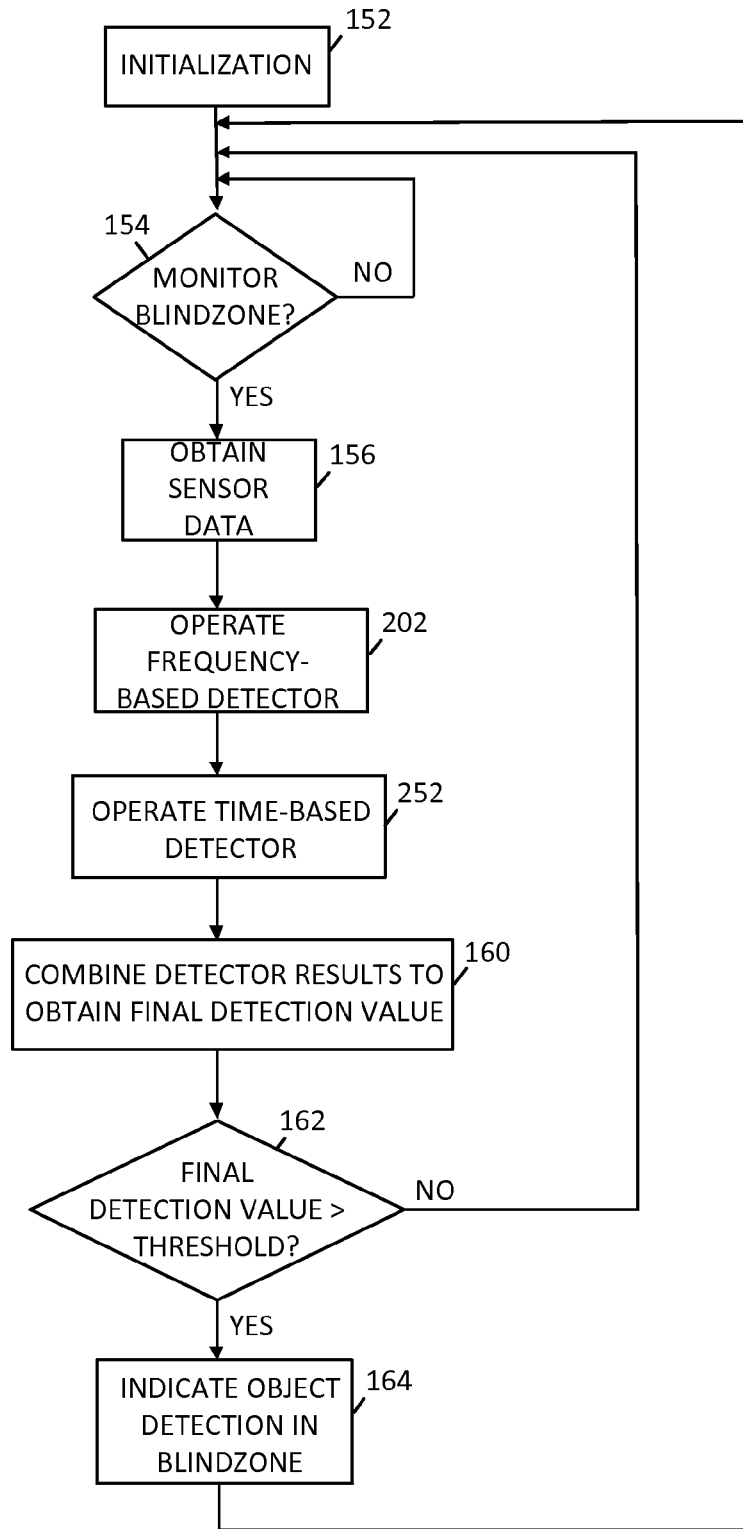 152
INITIALIZATION
154
MONITOR
BLINDZONE?
NO
YES
OBTAIN
SENSOR
DATA
156
OPERATE
FREQUENCY-
BASED DETECTOR
202
OPERATE TIME-BASED
DETECTOR
252
COMBINE DETECTOR RESULTS TO
OBTAIN FINAL DETECTION VALUE
160
162
FINAL
DETECTION VALUE >
THRESHOLD?
NO
YES
INDICATE OBJECT
DETECTION IN
BLINDZONE
164